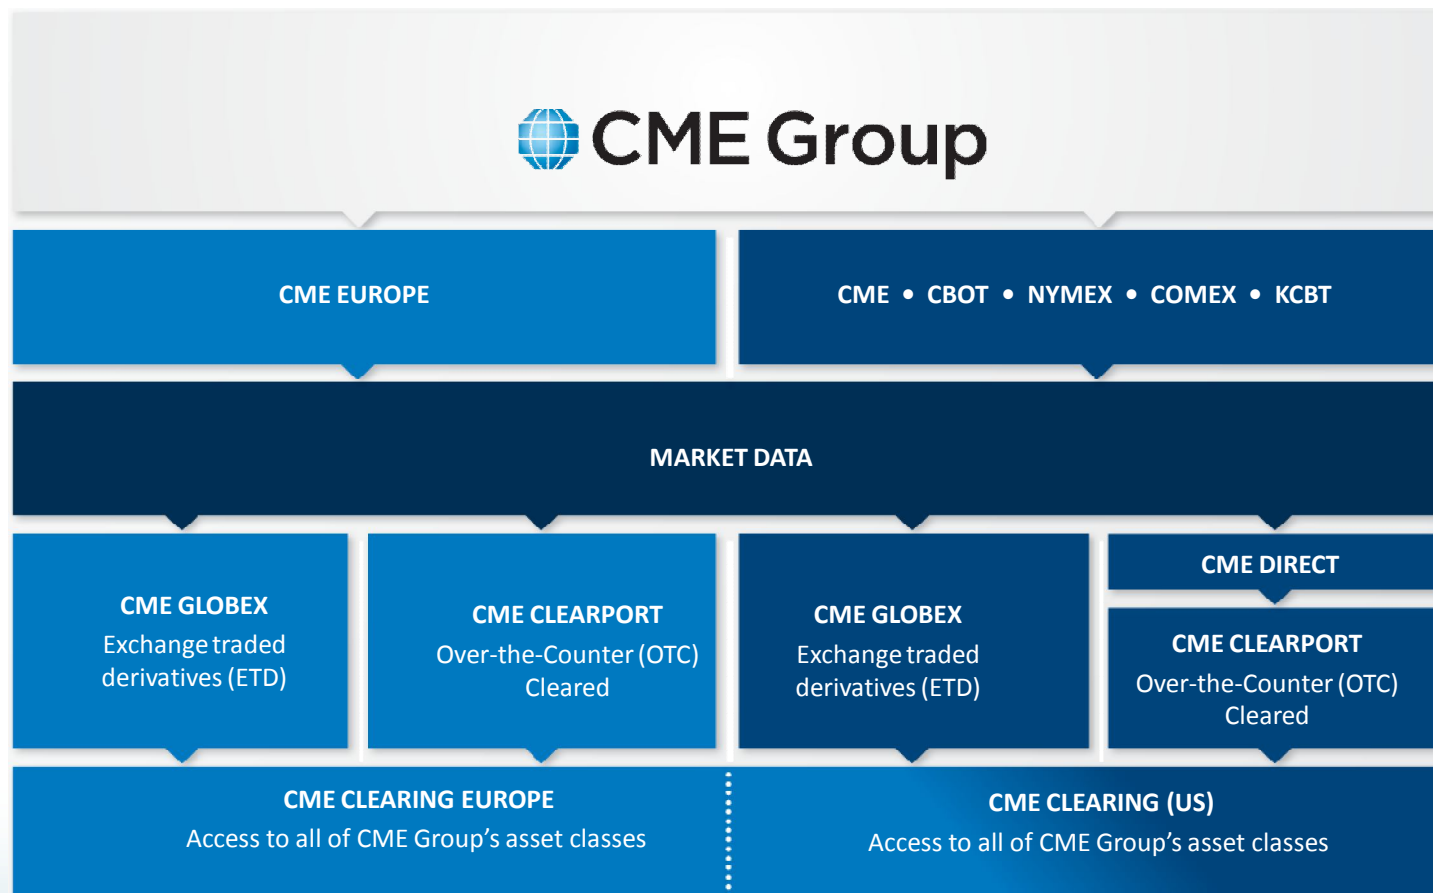 CME Group
CME EUROPE
CME • CBOT • NYMEX • COMEX • KCBT
MARKET DATA
CME GLOBEX
Exchange traded
derivatives (ETD)
CME CLEARPORT
Over-the-Counter (OTC)
Cleared
CME GLOBEX
Exchange traded
derivatives (ETD)
CME DIRECT
CME CLEARPORT
Over-the-Counter (OTC)
Cleared
CME CLEARING EUROPE
Access to all of CME Group’s asset classes
CME CLEARING (US)
Access to all of CME Group’s asset classes